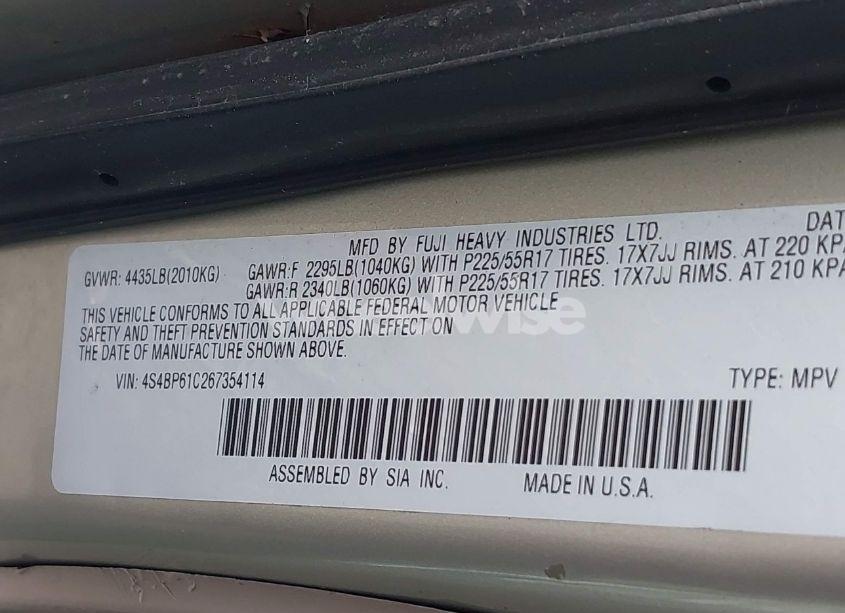 MFD BY FUJI HEAVY INDUSTRIES LTD. DAT
GVWR: 4435LB(2010KG) GAWR:F 2295LB(1040KG) WITH P225/55R17 TIRES. 17X7JJ RIMS. AT 220 KPA
GAWR:R 2340LB(1060KG) WITH P225/55R17 TIRES. 17X7JJ RIMS. AT 210 KPA
THIS VEHICLE CONFORMS TO ALL APPLICABLE FEDERAL MOTOR VEHICLE
SAFETY AND THEFT PREVENTION STANDARDS IN EFFECT ON
THE DATE OF MANUFACTURE SHOWN ABOVE.
VIN: 4S4BP61C267354114 TYPE: MPV
ASSEMBLED BY SIA INC. MADE IN U.S.A.